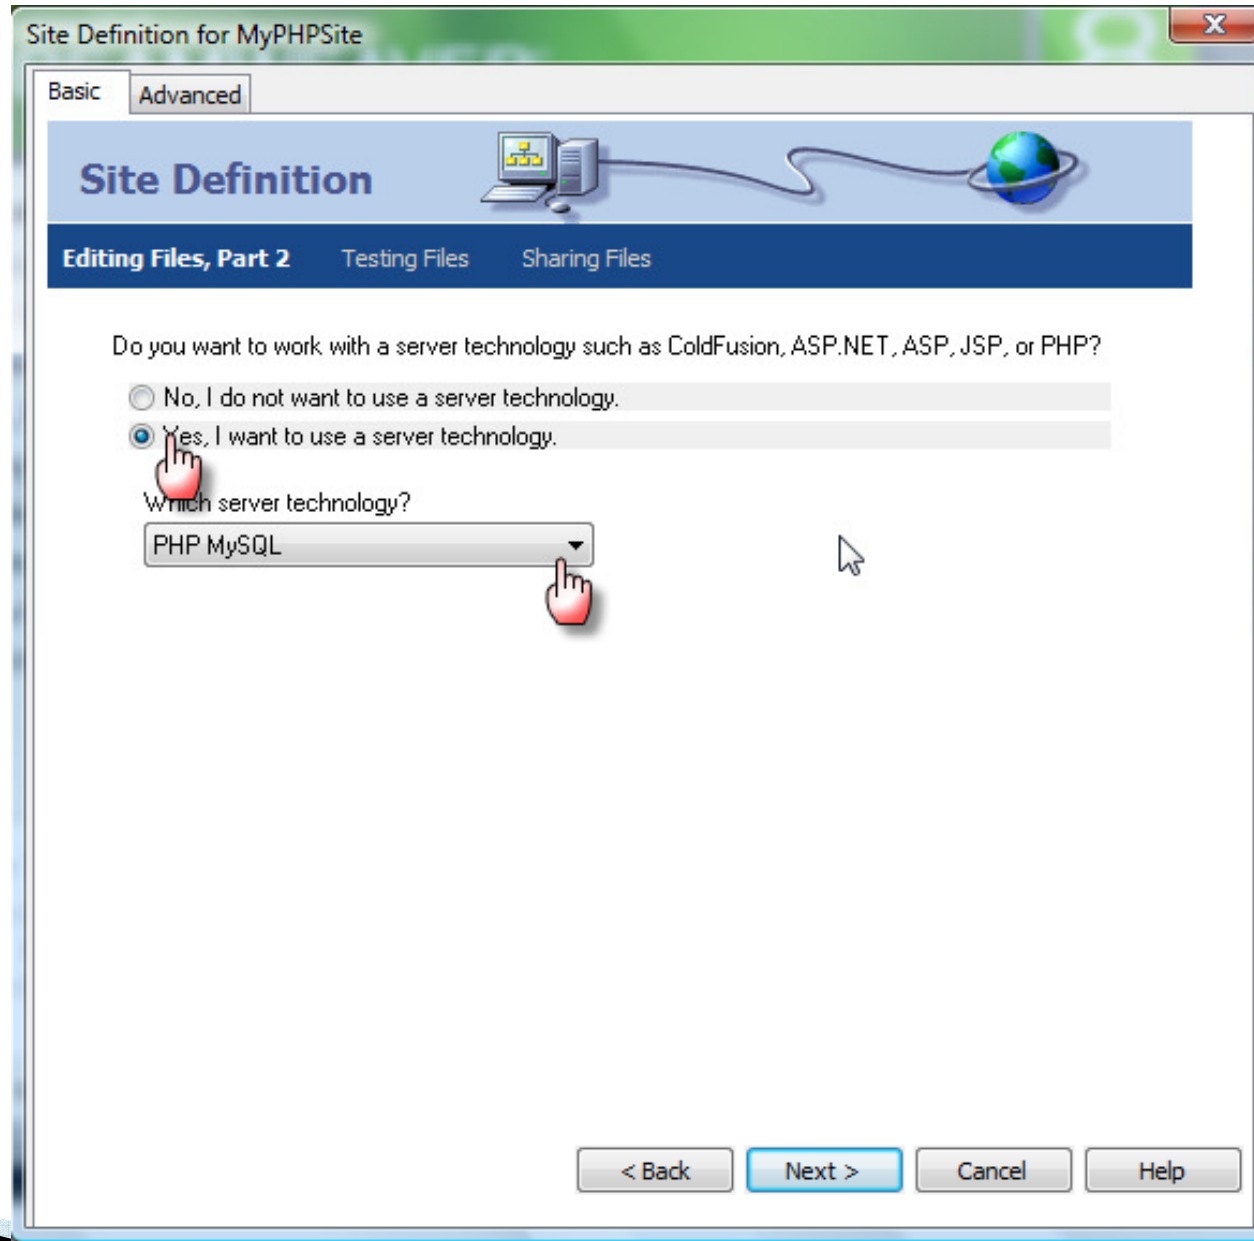 Site Definition for MyPHPSite
Basic Advanced
Site Definition
Editing Files, Part 2 Testing Files Sharing Files
Do you want to work with a server technology such as ColdFusion, ASP.NET, ASP, JSP, or PHP?
No, I do not want to use a server technology.
Yes, I want to use a server technology.
Which server technology?
PHP MySQL
< Back Next > Cancel Help